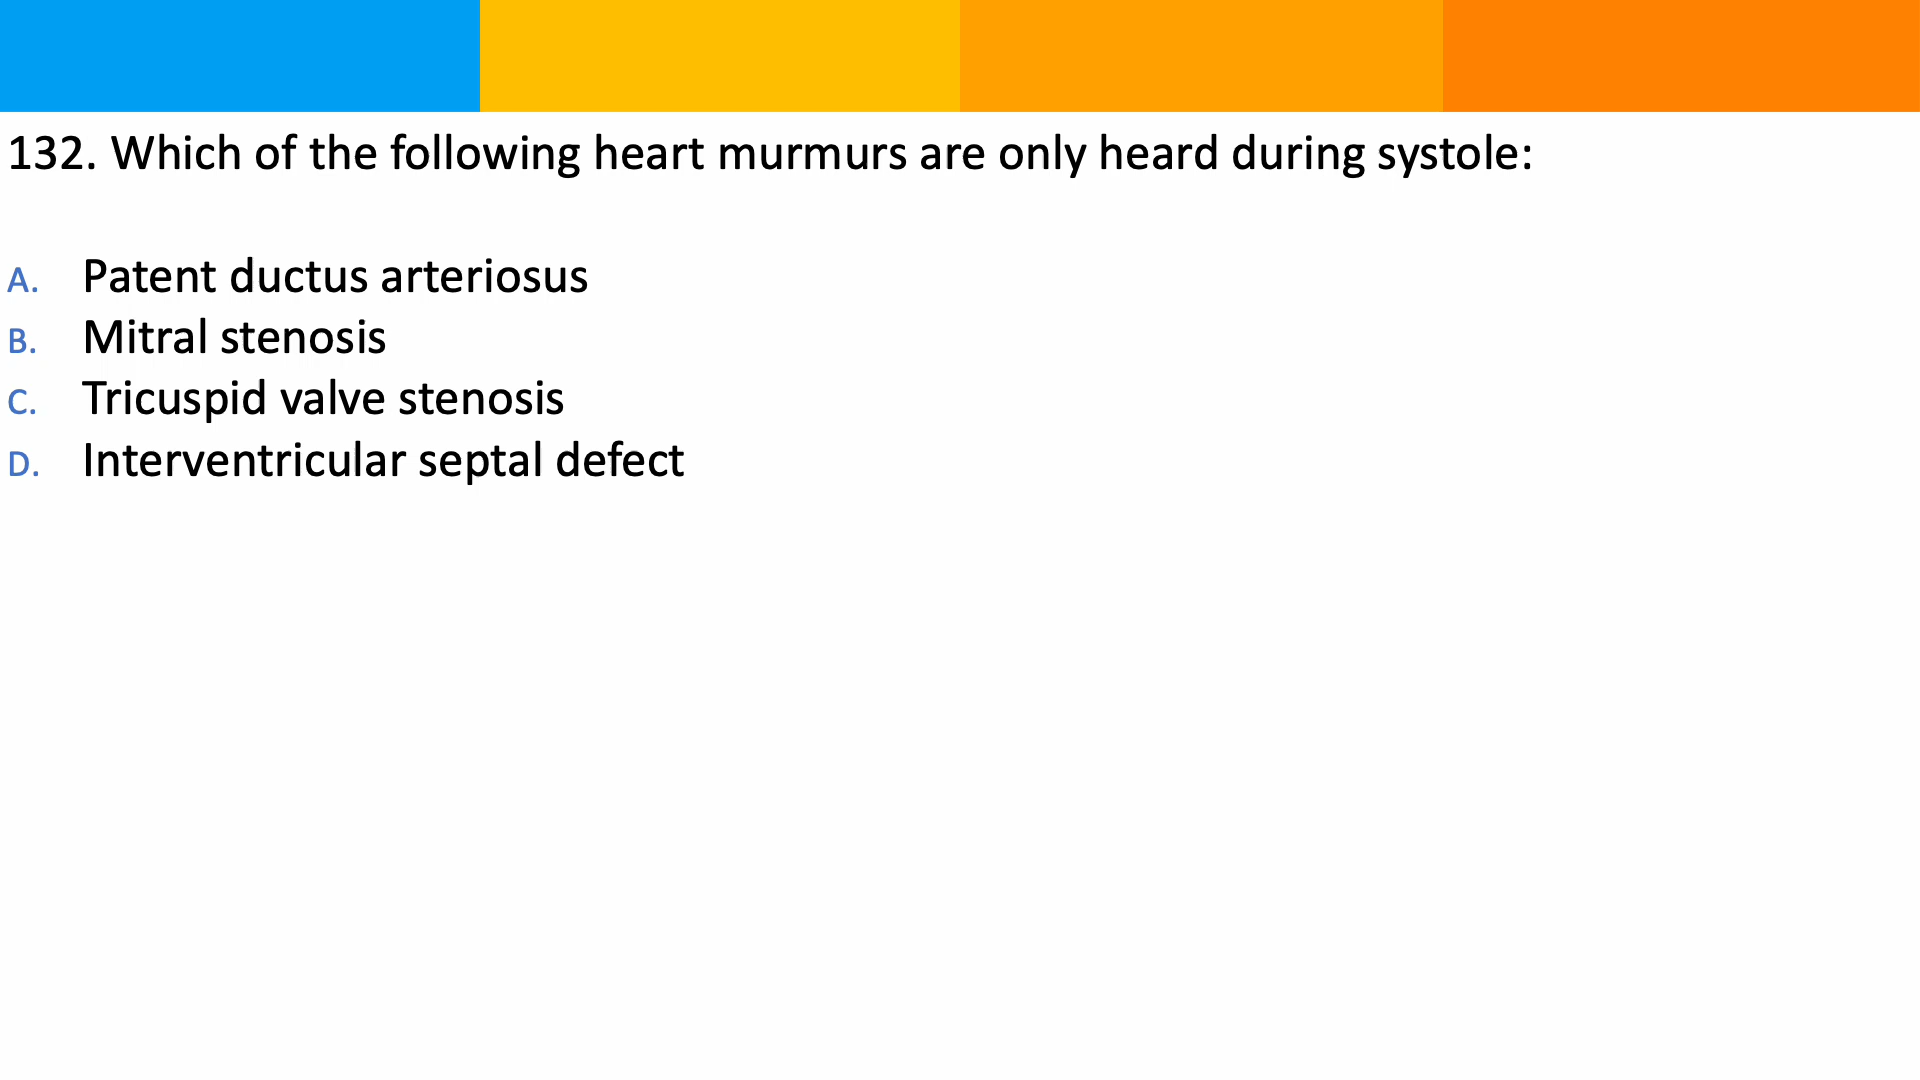 132. Which of the following heart murmurs are only heard during systole:
A. Patent ductus arteriosus
B. Mitral stenosis
C. Tricuspid valve stenosis
D. Interventricular septal defect